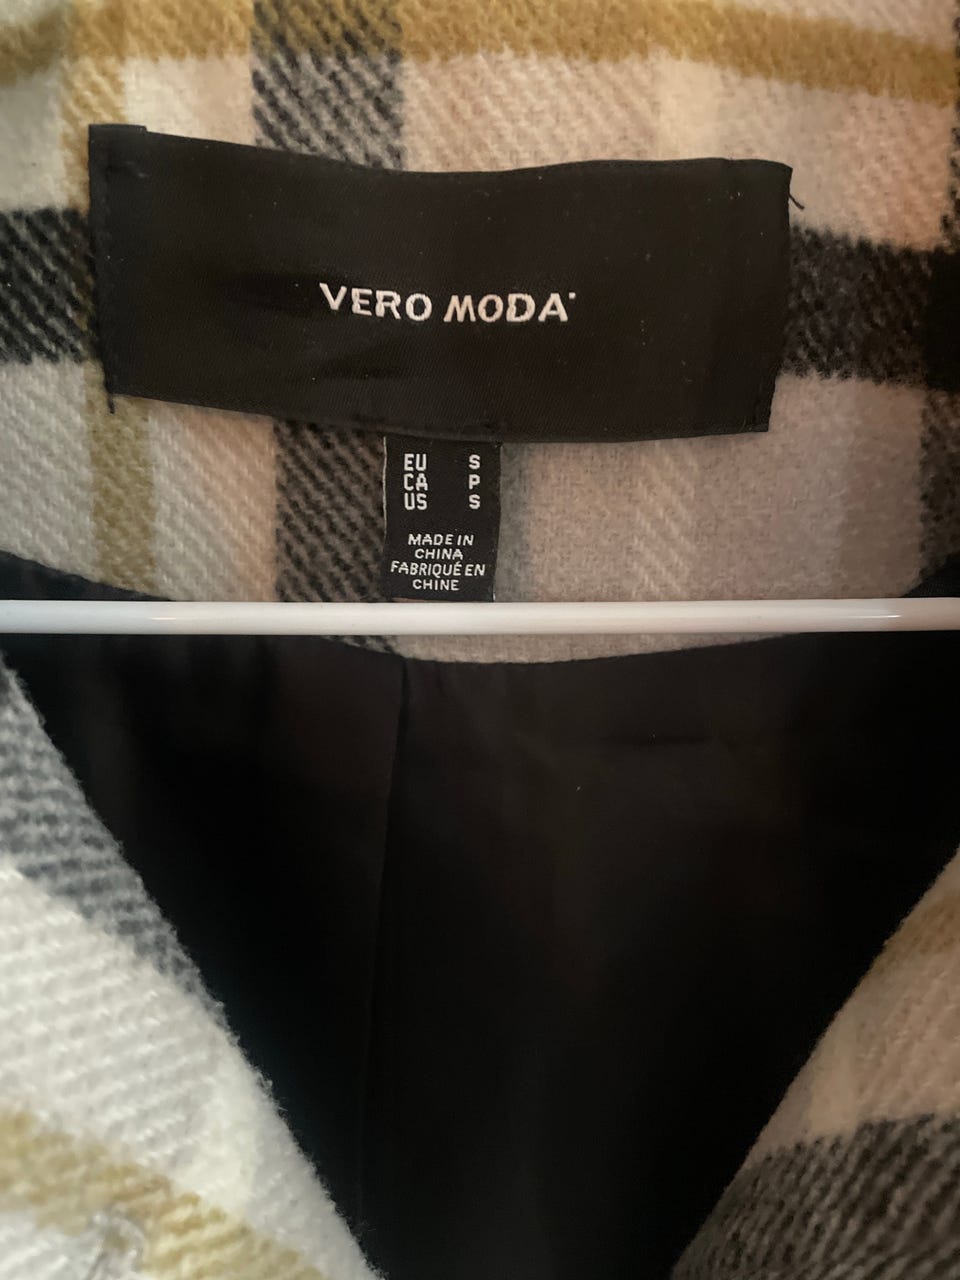 VERO MODA
EU S
CA P
US S
MADE IN
CHINA
FABRIQUÉ EN
CHINE